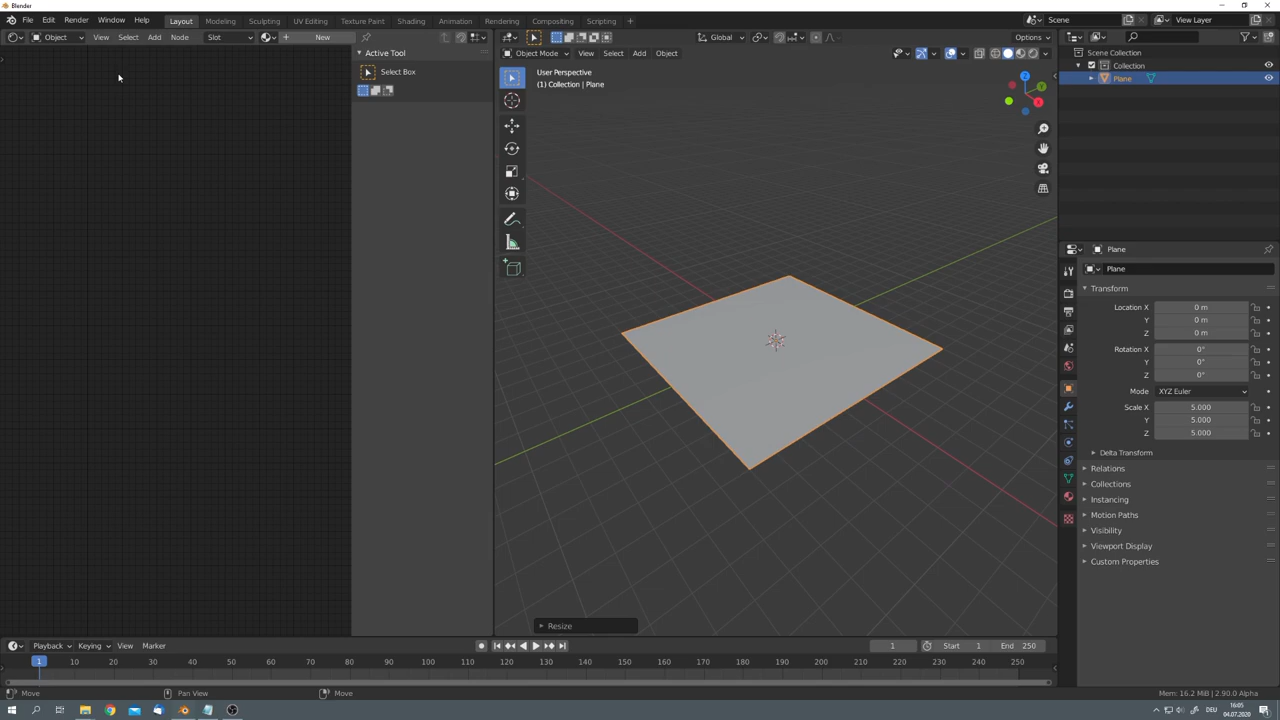 Blender
File Edit Render Window Help Layout Modeling Sculpting UV Editing Texture Paint Shading Animation Rendering Compositing Scripting Scene View Layer
Object View Select Add Node Slot New
Global Options
Active Tool
Select Box
Object Mode View Select Add Object
User Perspective
(1) Collection | Plane
Scene Collection
Collection
Plane
Plane
Plane
Transform
Location X 0 m
Y 0 m
Z 0 m
Rotation X 0°
Y 0°
Z 0°
Mode XYZ Euler
Scale X 5.000
Y 5.000
Z 5.000
Delta Transform
Relations
Collections
Instancing
Motion Paths
Visibility
Viewport Display
Custom Properties
Resize
Playback Keying View Marker 1 Start 1 End 250
1 10 20 30 40 50 60 70 80 90 100 110 120 130 140 150 160 170 180 190 200 210 220 230 240 250
Move Pan View Move Mem: 16.2 MiB | 2.90.0 Alpha
DEU 16:05
04.07.2020
X
Y
Z